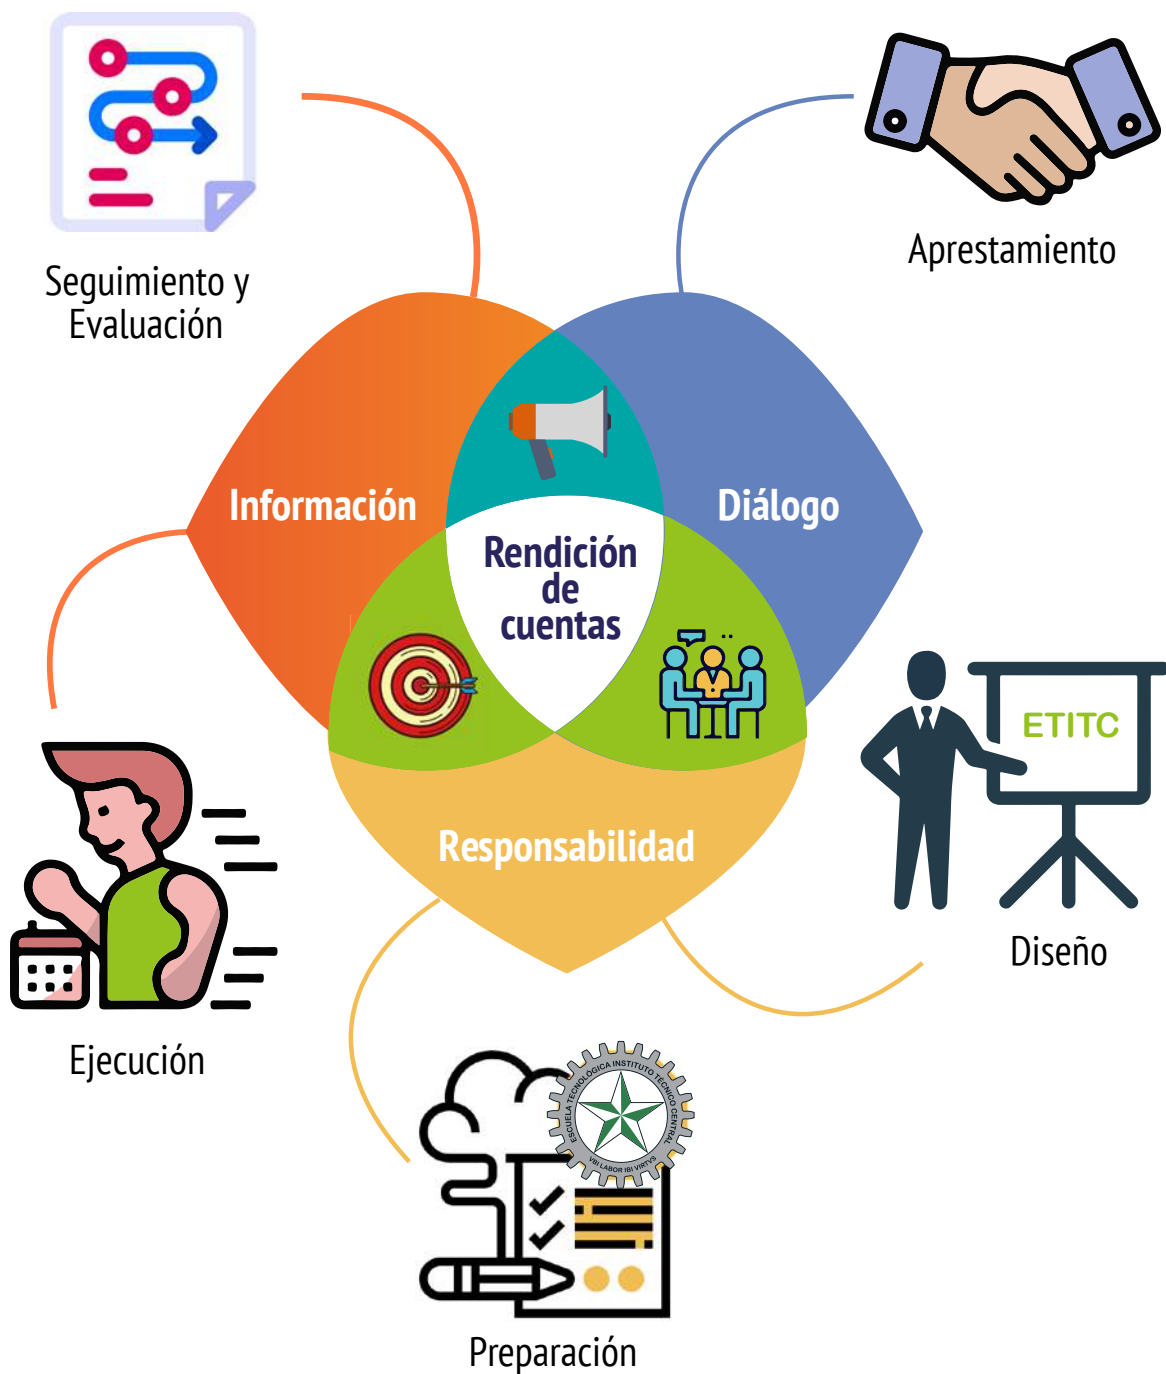 Seguimiento y
Evaluación
Aprestamiento
Información
Diálogo
Rendición
de
cuentas
ETITC
Responsabilidad
Diseño
Ejecución
ESCUELA TECNOLÓGICA INSTITUTO TÉCNICO CENTRAL
VBI LABOR IBI VIRTVS
Preparación